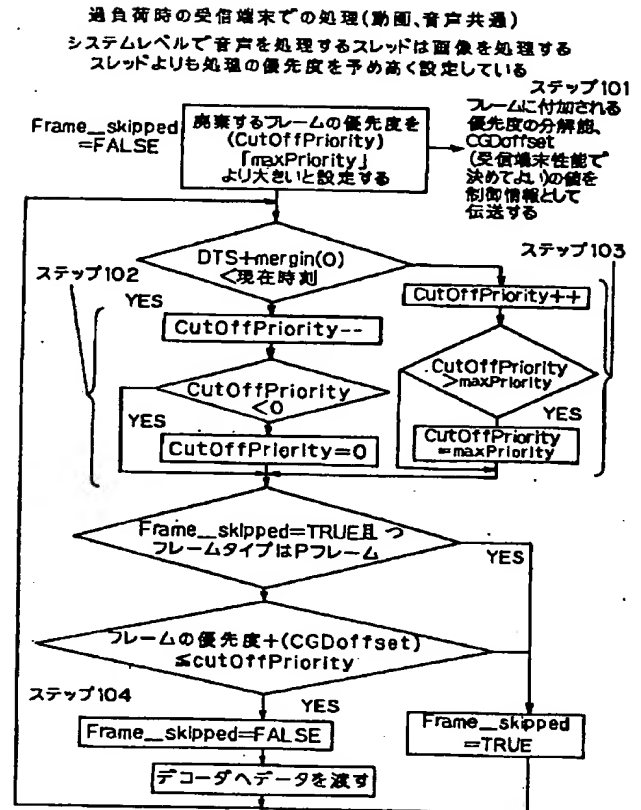 過負荷時の受信端末での処理(動画、音声共通)
システムレベルで音声を処理するスレッドは画像を処理する
スレッドよりも処理の優先度を予め高く設定している
ステップ101
Frame__skipped
=FALSE
廃棄するフレームの優先度を
(CutOffPriority)
「maxPriority」
より大きいと設定する
フレームに付加される
優先度の分解能、
CGDoffset
(受信端末性能で
決めてよい)の値を
制御情報として
伝送する
DTS+mergin(0)
<現在時刻
ステップ102
ステップ103
YES
CutOffPriority--
CutOffPriority++
CutOffPriority
<0
CutOffPriority
>maxPriority
YES
YES
CutOffPriority=0
CutOffPriority
=maxPriority
Frame__skipped=TRUE且つ
フレームタイプはPフレーム
YES
フレームの優先度+(CGDoffset)
≦cutOffPriority
ステップ104
YES
Frame__skipped=FALSE
Frame__skipped
=TRUE
デコーダへデータを渡す